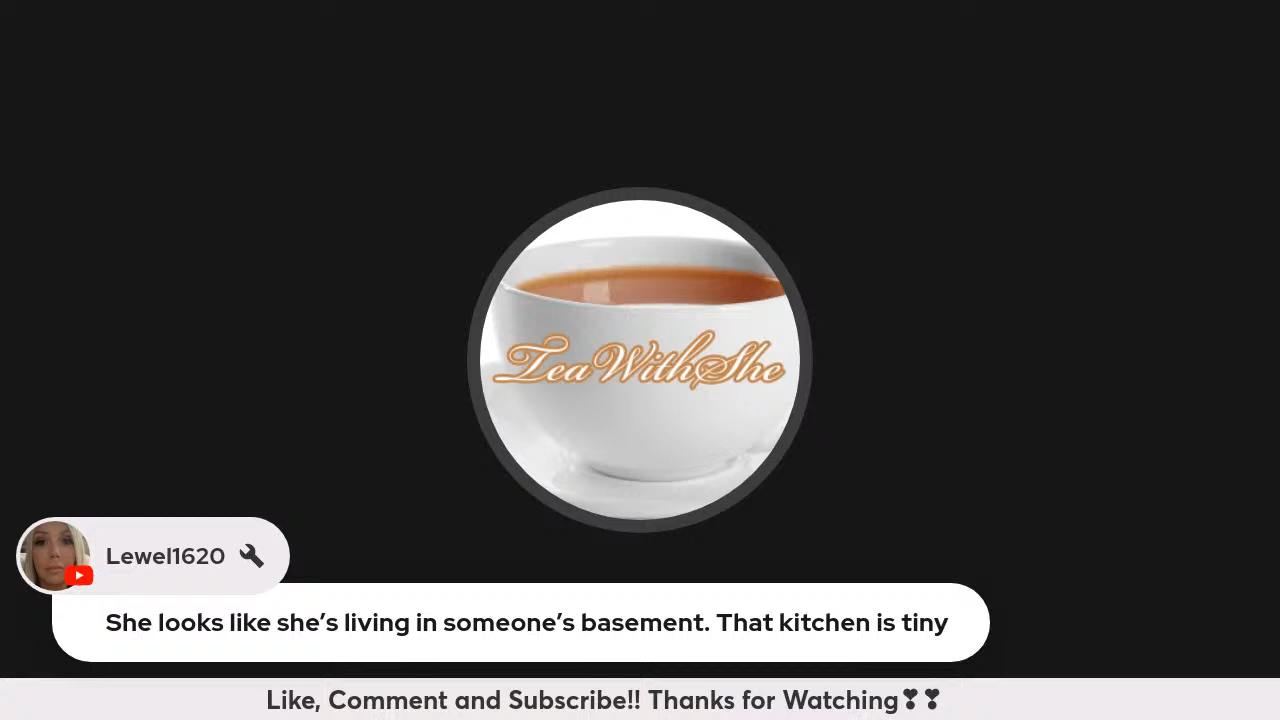 TeaWithShe
Lewel1620
She looks like she’s living in someone’s basement. That kitchen is tiny
Like, Comment and Subscribe!! Thanks for Watching❣❣